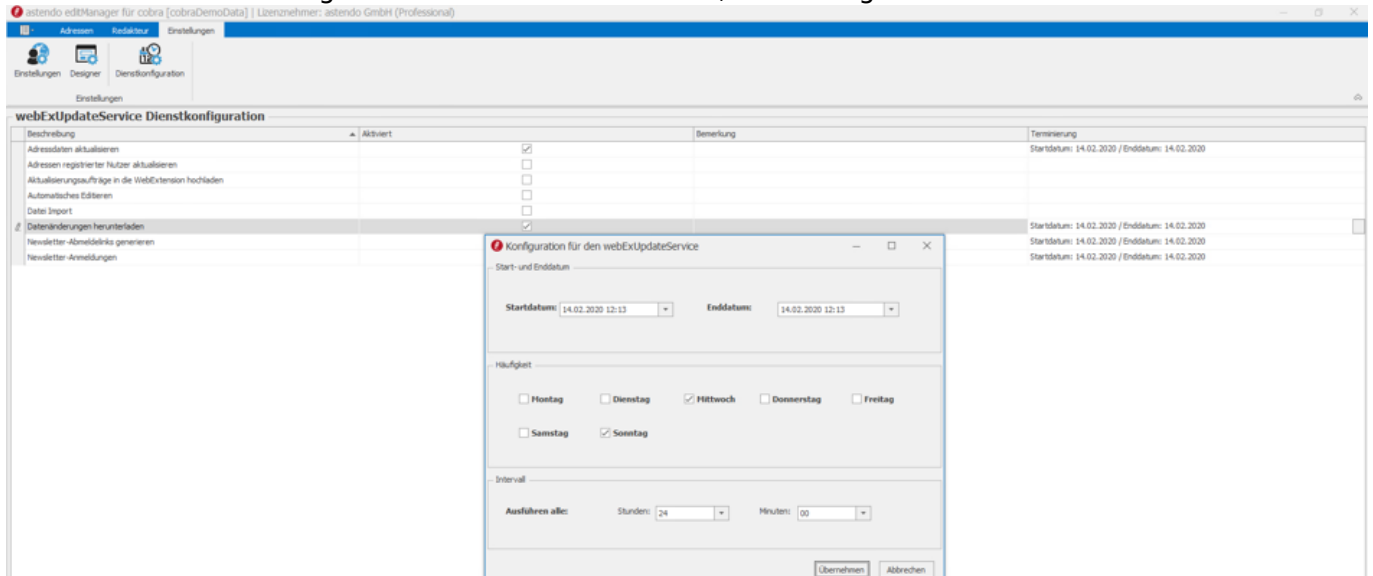 astendo editManager für cobra [cobraDemoData] | Lizenznehmer: astendo GmbH (Professional)
Adressen Redakteur Einstellungen
Einstellungen Designer Dienstkonfiguration
Einstellungen
webExUpdateService Dienstkonfiguration
Beschreibung Aktiviert Bemerkung Terminierung
Adressdaten aktualisieren Startdatum: 14.02.2020 / Enddatum: 14.02.2020
Adressen registrierter Nutzer aktualisieren
Aktualisierungsaufträge in die WebExtension hochladen
Automatisches Editieren
Datei Import
Datenänderungen herunterladen Startdatum: 14.02.2020 / Enddatum: 14.02.2020
Newsletter-Abmeldelinks generieren Startdatum: 14.02.2020 / Enddatum: 14.02.2020
Newsletter-Anmeldungen Startdatum: 14.02.2020 / Enddatum: 14.02.2020
Konfiguration für den webExUpdateService
Start- und Enddatum
Startdatum: 14.02.2020 12:13 Enddatum: 14.02.2020 12:13
Häufigkeit
Montag Dienstag Mittwoch Donnerstag Freitag
Samstag Sonntag
Intervall
Ausführen alle: Stunden: 24 Minuten: 00
Übernehmen Abbrechen